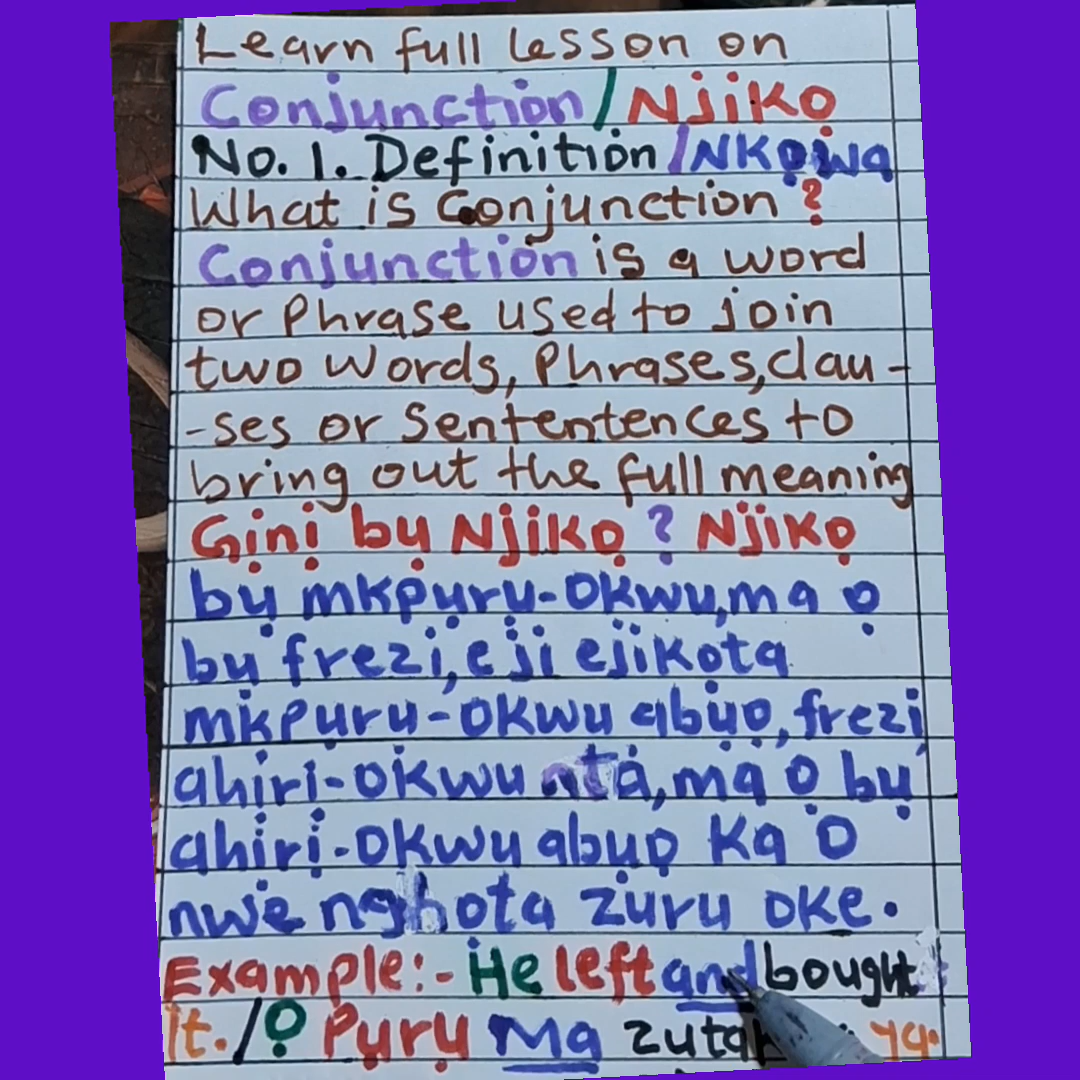 Learn full lesson on
Conjunction/Njikọ
No. 1. Definition/Nkọwa
What is Conjunction?
Conjunction is a word
or Phrase used to join
two words, Phrases, clau-
-ses or Sententences to
bring out the full meaning
Gịnị bụ Njikọ? Njikọ
bụ mkpụrụ-okwu, ma ọ
bụ frezi, e ji ejikọta
mkpụrụ-okwu abụọ, frezi,
ahịrị-okwu nta, ma ọ bụ
ahịrị-okwu abụọ ka o
nwe nghọta zuru oke.
Example:- He left and bought
It./Ọ Pụrụ Ma ya.